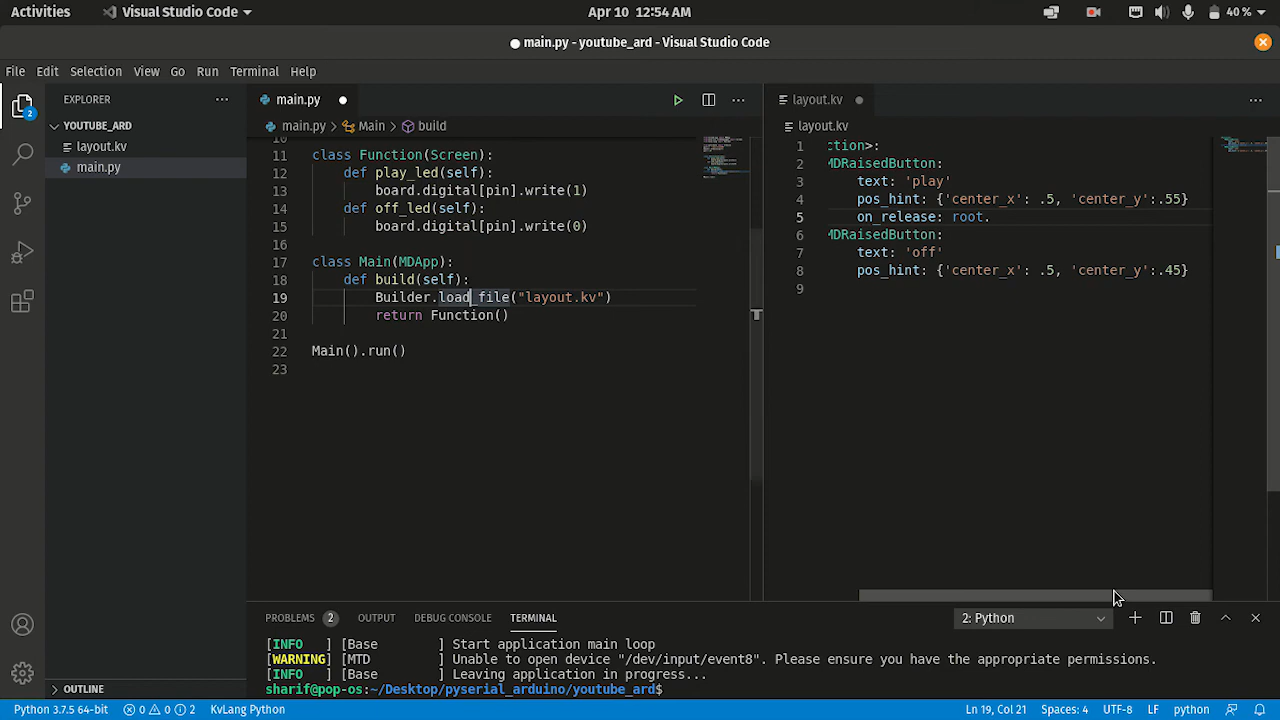 Activities
Visual Studio Code
Apr 10 12:54 AM
40 %
● main.py - youtube_ard - Visual Studio Code
File Edit Selection View Go Run Terminal Help
EXPLORER
YOUTUBE_ARD
layout.kv
main.py
OUTLINE
2
main.py
main.py > Main > build
10
11 class Function(Screen):
12 def play_led(self):
13 board.digital[pin].write(1)
14 def off_led(self):
15 board.digital[pin].write(0)
16
17 class Main(MDApp):
18 def build(self):
19 Builder.load_file("layout.kv")
20 return Function()
21
22 Main().run()
23
layout.kv
layout.kv
1 ction>:
2 MDRaisedButton:
3 text: 'play'
4 pos_hint: {'center_x': .5, 'center_y':.55}
5 on_release: root.
6 MDRaisedButton:
7 text: 'off'
8 pos_hint: {'center_x': .5, 'center_y':.45}
9
PROBLEMS 2 OUTPUT DEBUG CONSOLE TERMINAL
2: Python
[INFO ] [Base ] Start application main loop
[WARNING] [MTD ] Unable to open device "/dev/input/event8". Please ensure you have the appropriate permissions.
[INFO ] [Base ] Leaving application in progress...
sharif@pop-os:~/Desktop/pyserial_arduino/youtube_ard$
Python 3.7.5 64-bit 0 0 2 KvLang Python
Ln 19, Col 21 Spaces: 4 UTF-8 LF python